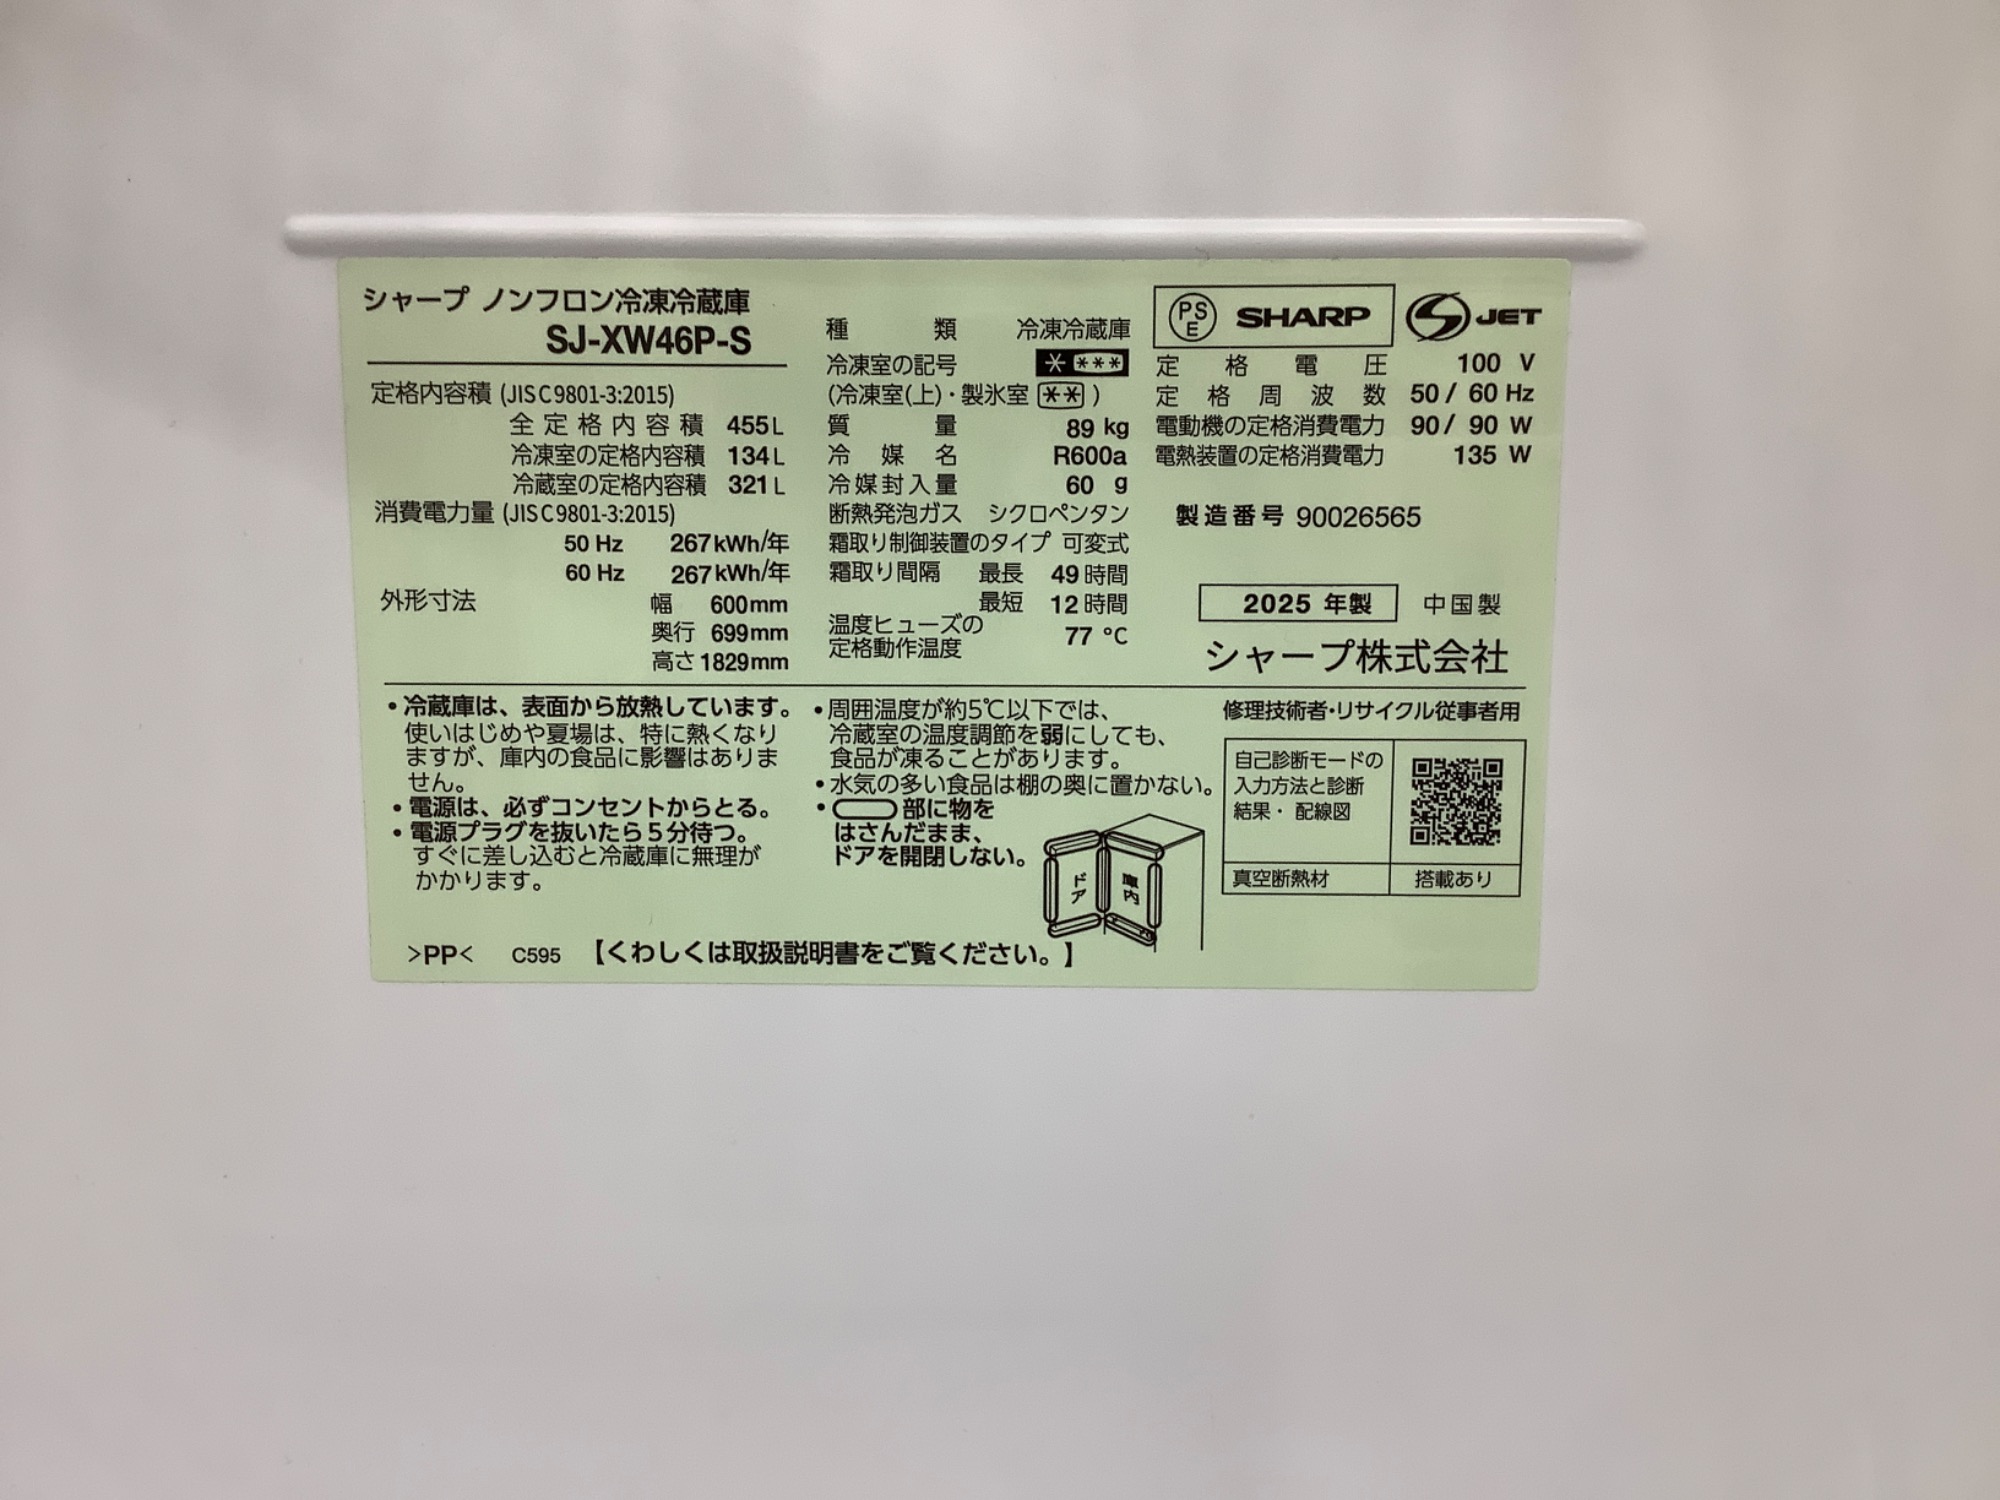 シャープ ノンフロン冷凍冷蔵庫
SJ-XW46P-S
定格内容積 (JIS C 9801-3:2015)
全定格内容積 455 L
冷凍室の定格内容積 134 L
冷蔵室の定格内容積 321 L
消費電力量 (JIS C 9801-3:2015)
50 Hz 267 kWh/年
60 Hz 267 kWh/年
外形寸法 幅 600mm
奥行 699mm
高さ 1829mm
種類 冷凍冷蔵庫
冷凍室の記号 * ***
(冷凍室(上)・製氷室 ** )
質量 89 kg
冷媒名 R600a
冷媒封入量 60 g
断熱発泡ガス シクロペンタン
霜取り制御装置のタイプ 可変式
霜取り間隔 最長 49 時間
最短 12 時間
温度ヒューズの
定格動作温度 77 °C
PS
E
SHARP
JET
定格電圧 100 V
定格周波数 50 / 60 Hz
電動機の定格消費電力 90 / 90 W
電熱装置の定格消費電力 135 W
製造番号 90026565
2025 年製 中国製
シャープ株式会社
• 冷蔵庫は、表面から放熱しています。
使いはじめや夏場は、特に熱くなり
ますが、庫内の食品に影響はありま
せん。
• 電源は、必ずコンセントからとる。
• 電源プラグを抜いたら5分待つ。
すぐに差し込むと冷蔵庫に無理が
かかります。
• 周囲温度が約5℃以下では、
冷蔵室の温度調節を弱にしても、
食品が凍ることがあります。
• 水気の多い食品は棚の奥に置かない。
• 部に物を
はさんだまま、
ドアを開閉しない。
ドア
庫内
修理技術者・リサイクル従事者用
自己診断モードの
入力方法と診断
結果・ 配線図
真空断熱材 搭載あり
>PP< C595 【くわしくは取扱説明書をご覧ください。】